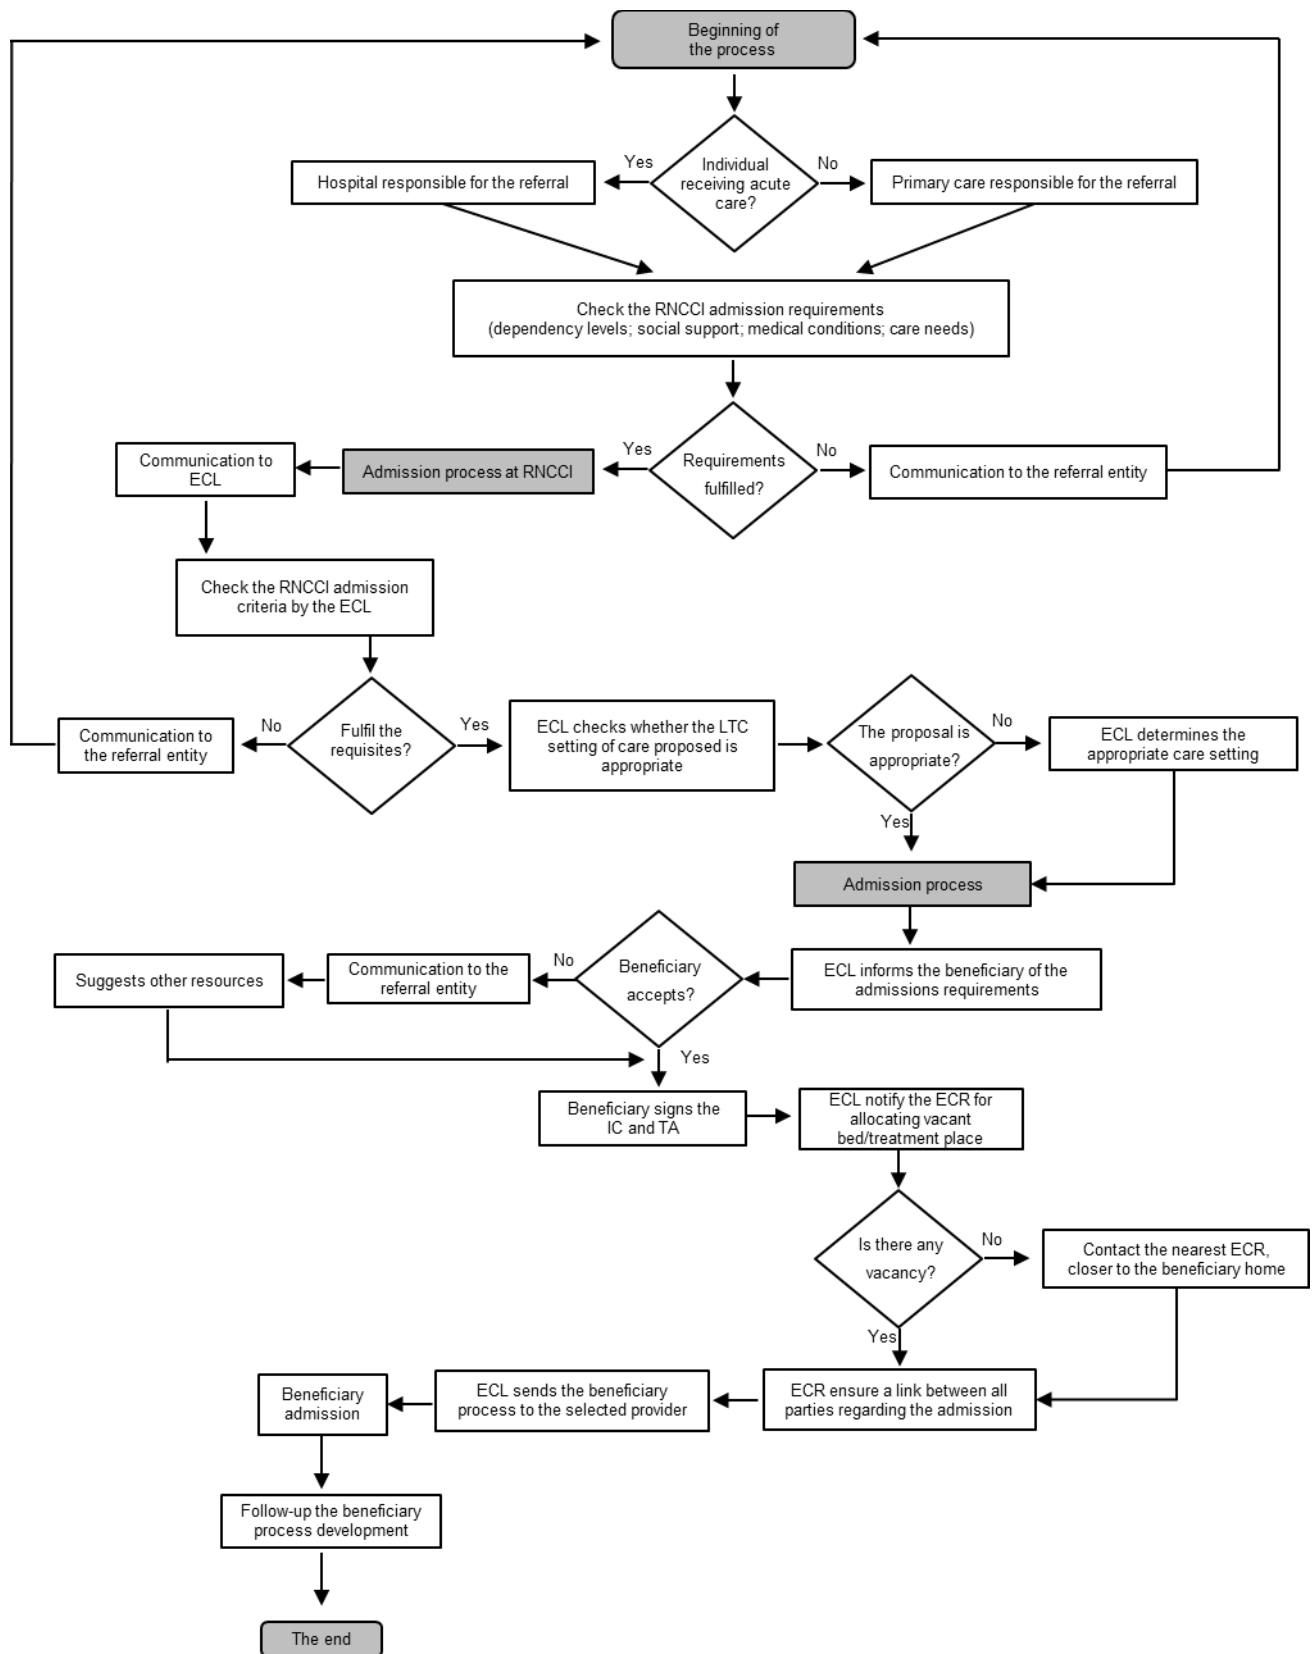 Beginning of
the process
Individual
receiving acute
care?
Yes
No
Hospital responsible for the referral
Primary care responsible for the referral
Check the RNCCI admission requirements
(dependency levels; social support; medical conditions; care needs)
Requirements
fulfilled?
Yes
No
Communication to
ECL
Admission process at RNCCI
Communication to the referral entity
Check the RNCCI admission
criteria by the ECL
Fulfil the
requisites?
No
Yes
Communication to
the referral entity
ECL checks whether the LTC
setting of care proposed is
appropriate
The proposal is
appropriate?
No
ECL determines the
appropriate care setting
Yes
Admission process
ECL informs the beneficiary of the
admissions requirements
Beneficiary
accepts?
No
Communication to the
referral entity
Suggests other resources
Yes
Beneficiary signs the
IC and TA
ECL notify the ECR for
allocating vacant
bed/treatment place
Is there any
vacancy?
No
Contact the nearest ECR,
closer to the beneficiary home
Yes
ECR ensure a link between all
parties regarding the admission
ECL sends the beneficiary
process to the selected provider
Beneficiary
admission
Follow-up the beneficiary
process development
The end